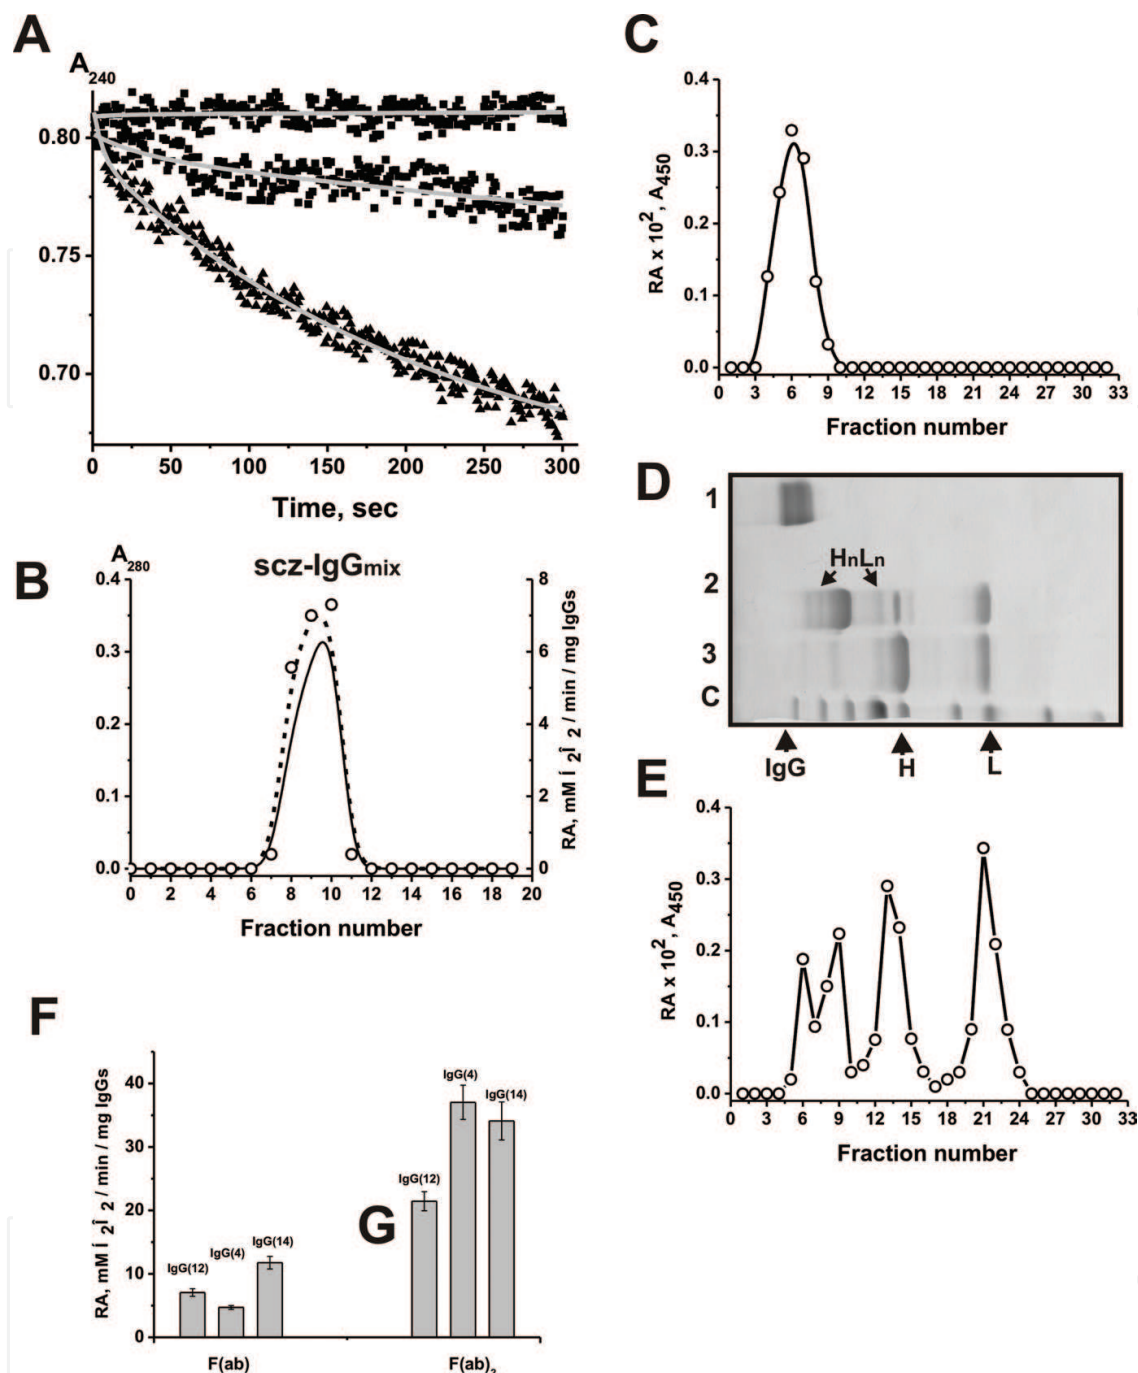 A
A240
0.80
0.75
0.70
0 50 100 150 200 250 300
Time, sec
B
A280
scz-IgGmix
0.4
0.3
0.2
0.1
0.0
8
6
4
2
0
RA, mM Í 2Î 2 / min / mg IgGs
0 2 4 6 8 10 12 14 16 18 20
Fraction number
C
RA x 10², A450
0.4
0.3
0.2
0.1
0.0
3 6 9 12 15 18 21 24 27 30 33
Fraction number
D
1
2
3
C
HnLn
IgG H L
E
RA x 10², A450
0.4
0.3
0.2
0.1
0.0
0 3 6 9 12 15 18 21 24 27 30 33
Fraction number
F
RA, mM Í 2Î 2 / min / mg IgGs
40
30
20
10
0
IgG(12)
IgG(4)
IgG(14)
G
IgG(12)
IgG(4)
IgG(14)
F(ab) F(ab)2